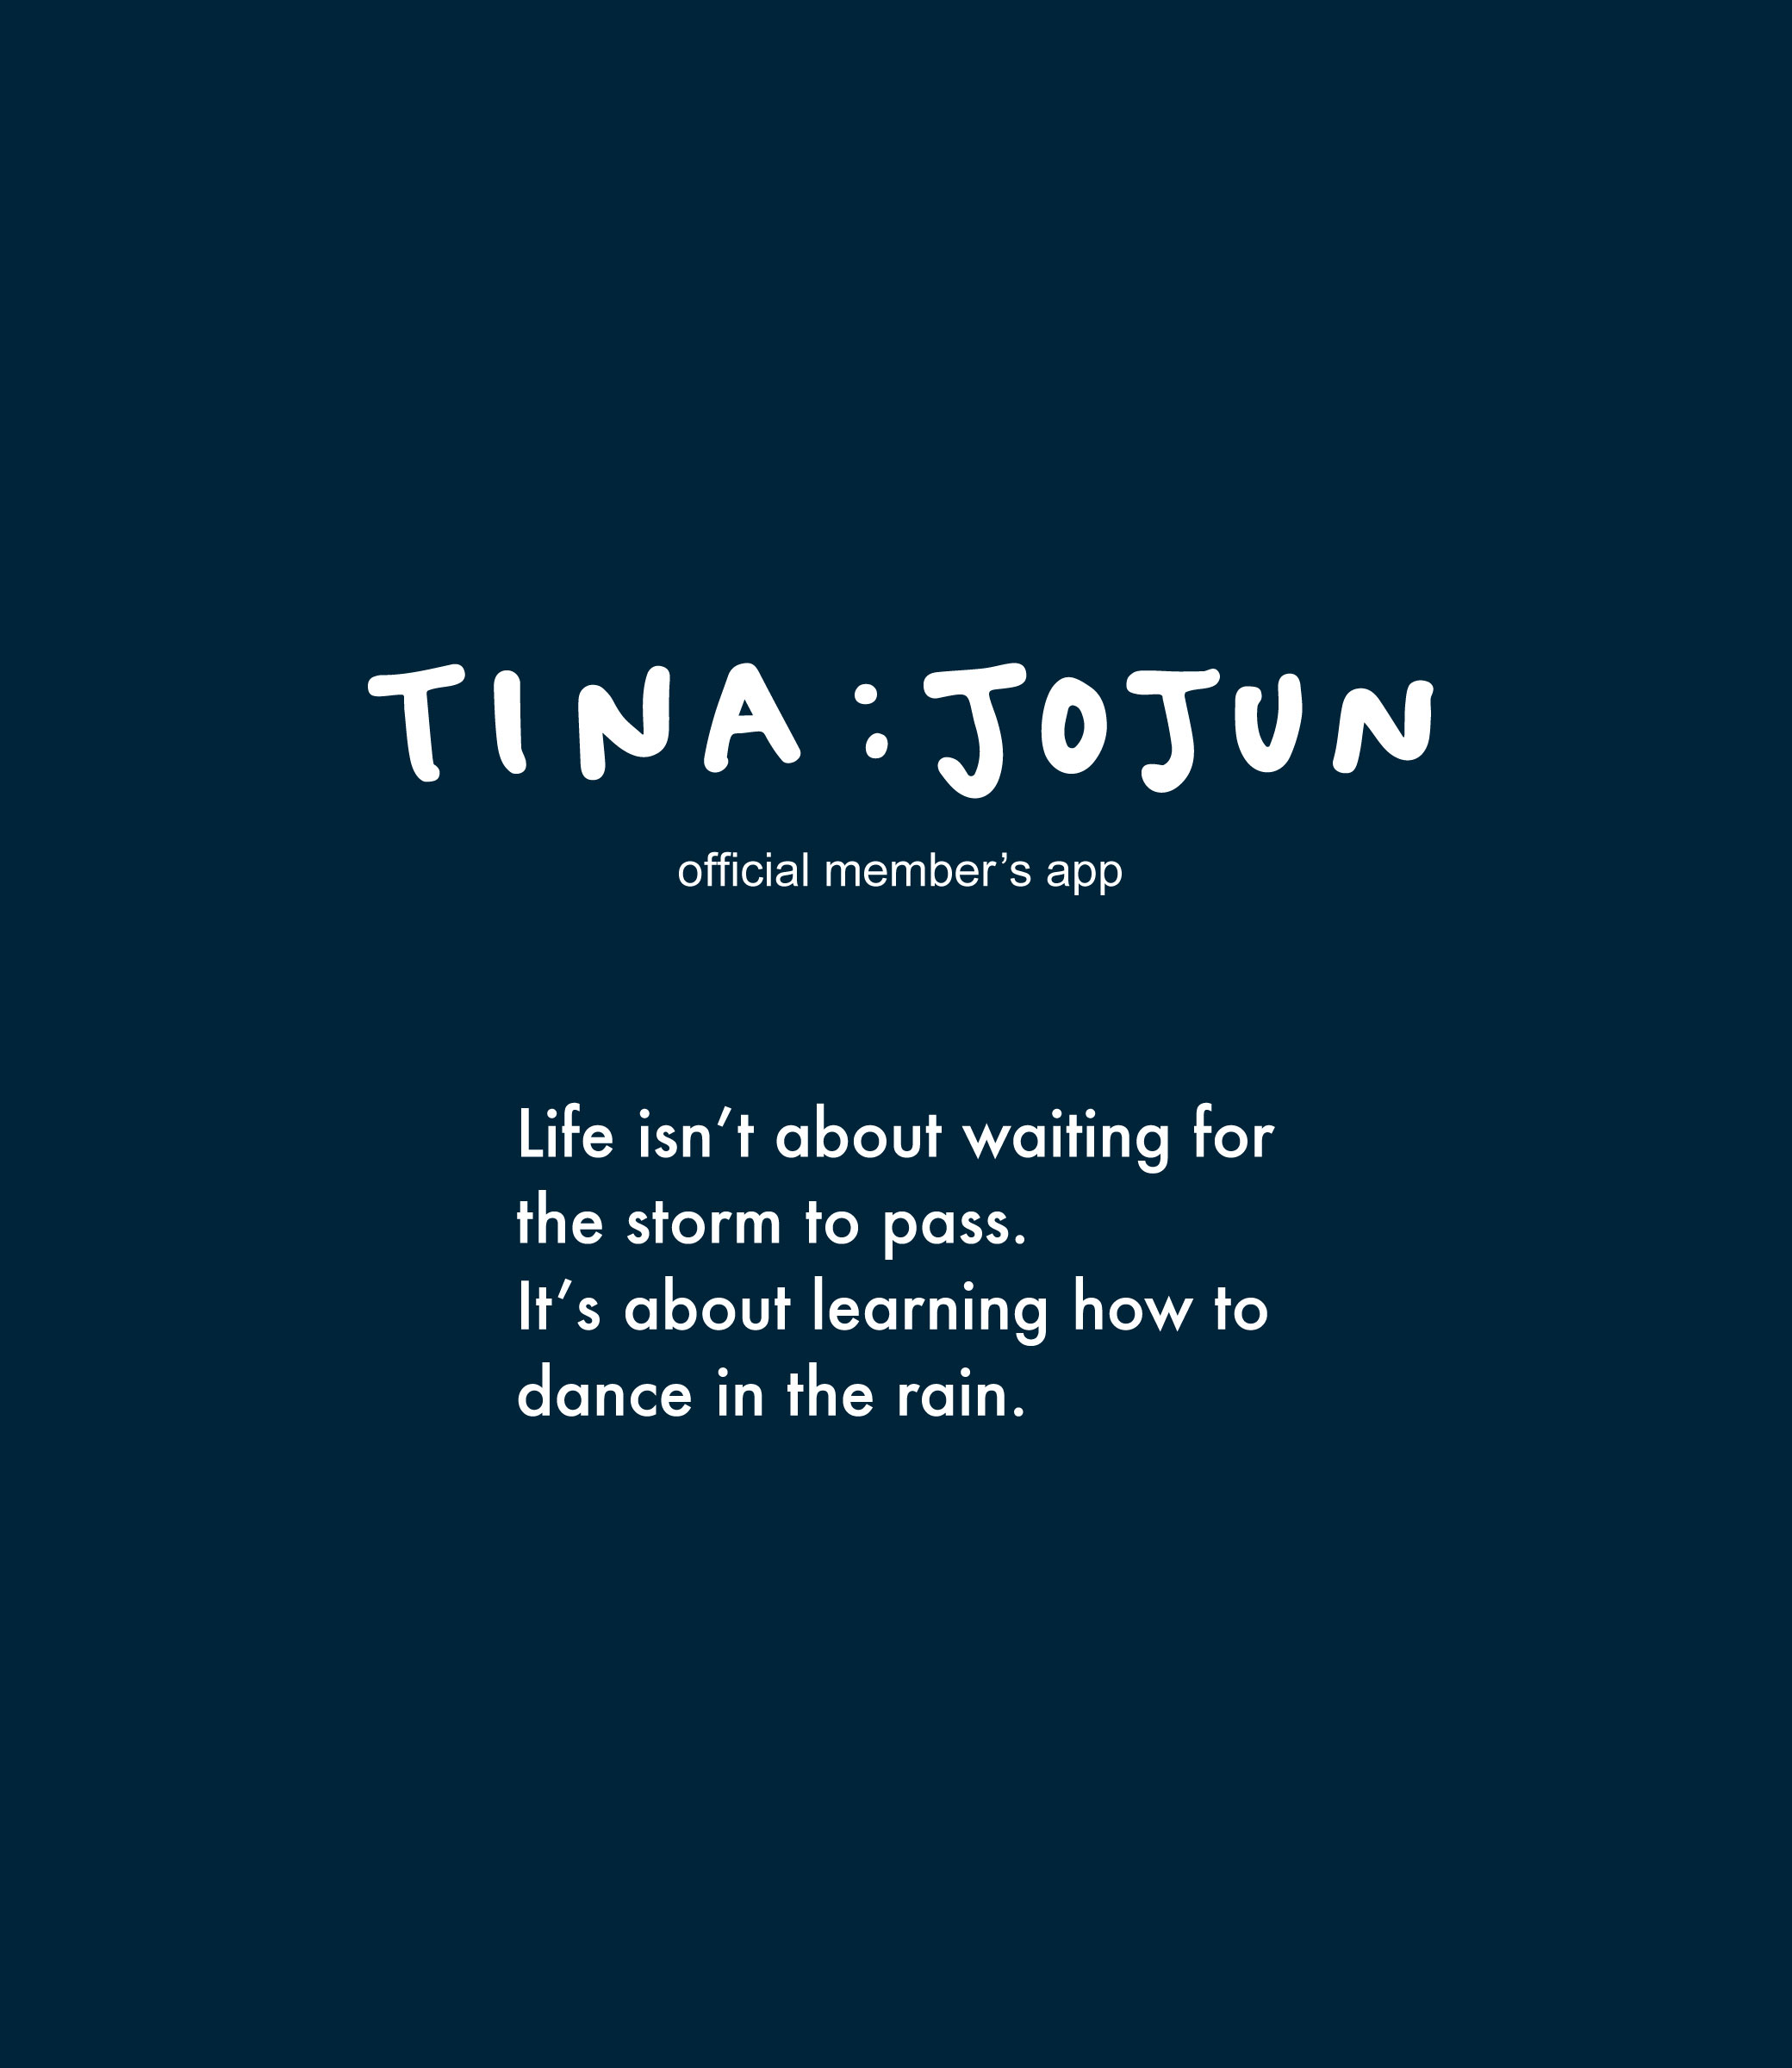 TINA : JOJUN
official member’s app
Life isn’t about waiting for
the storm to pass.
It’s about learning how to
dance in the rain.